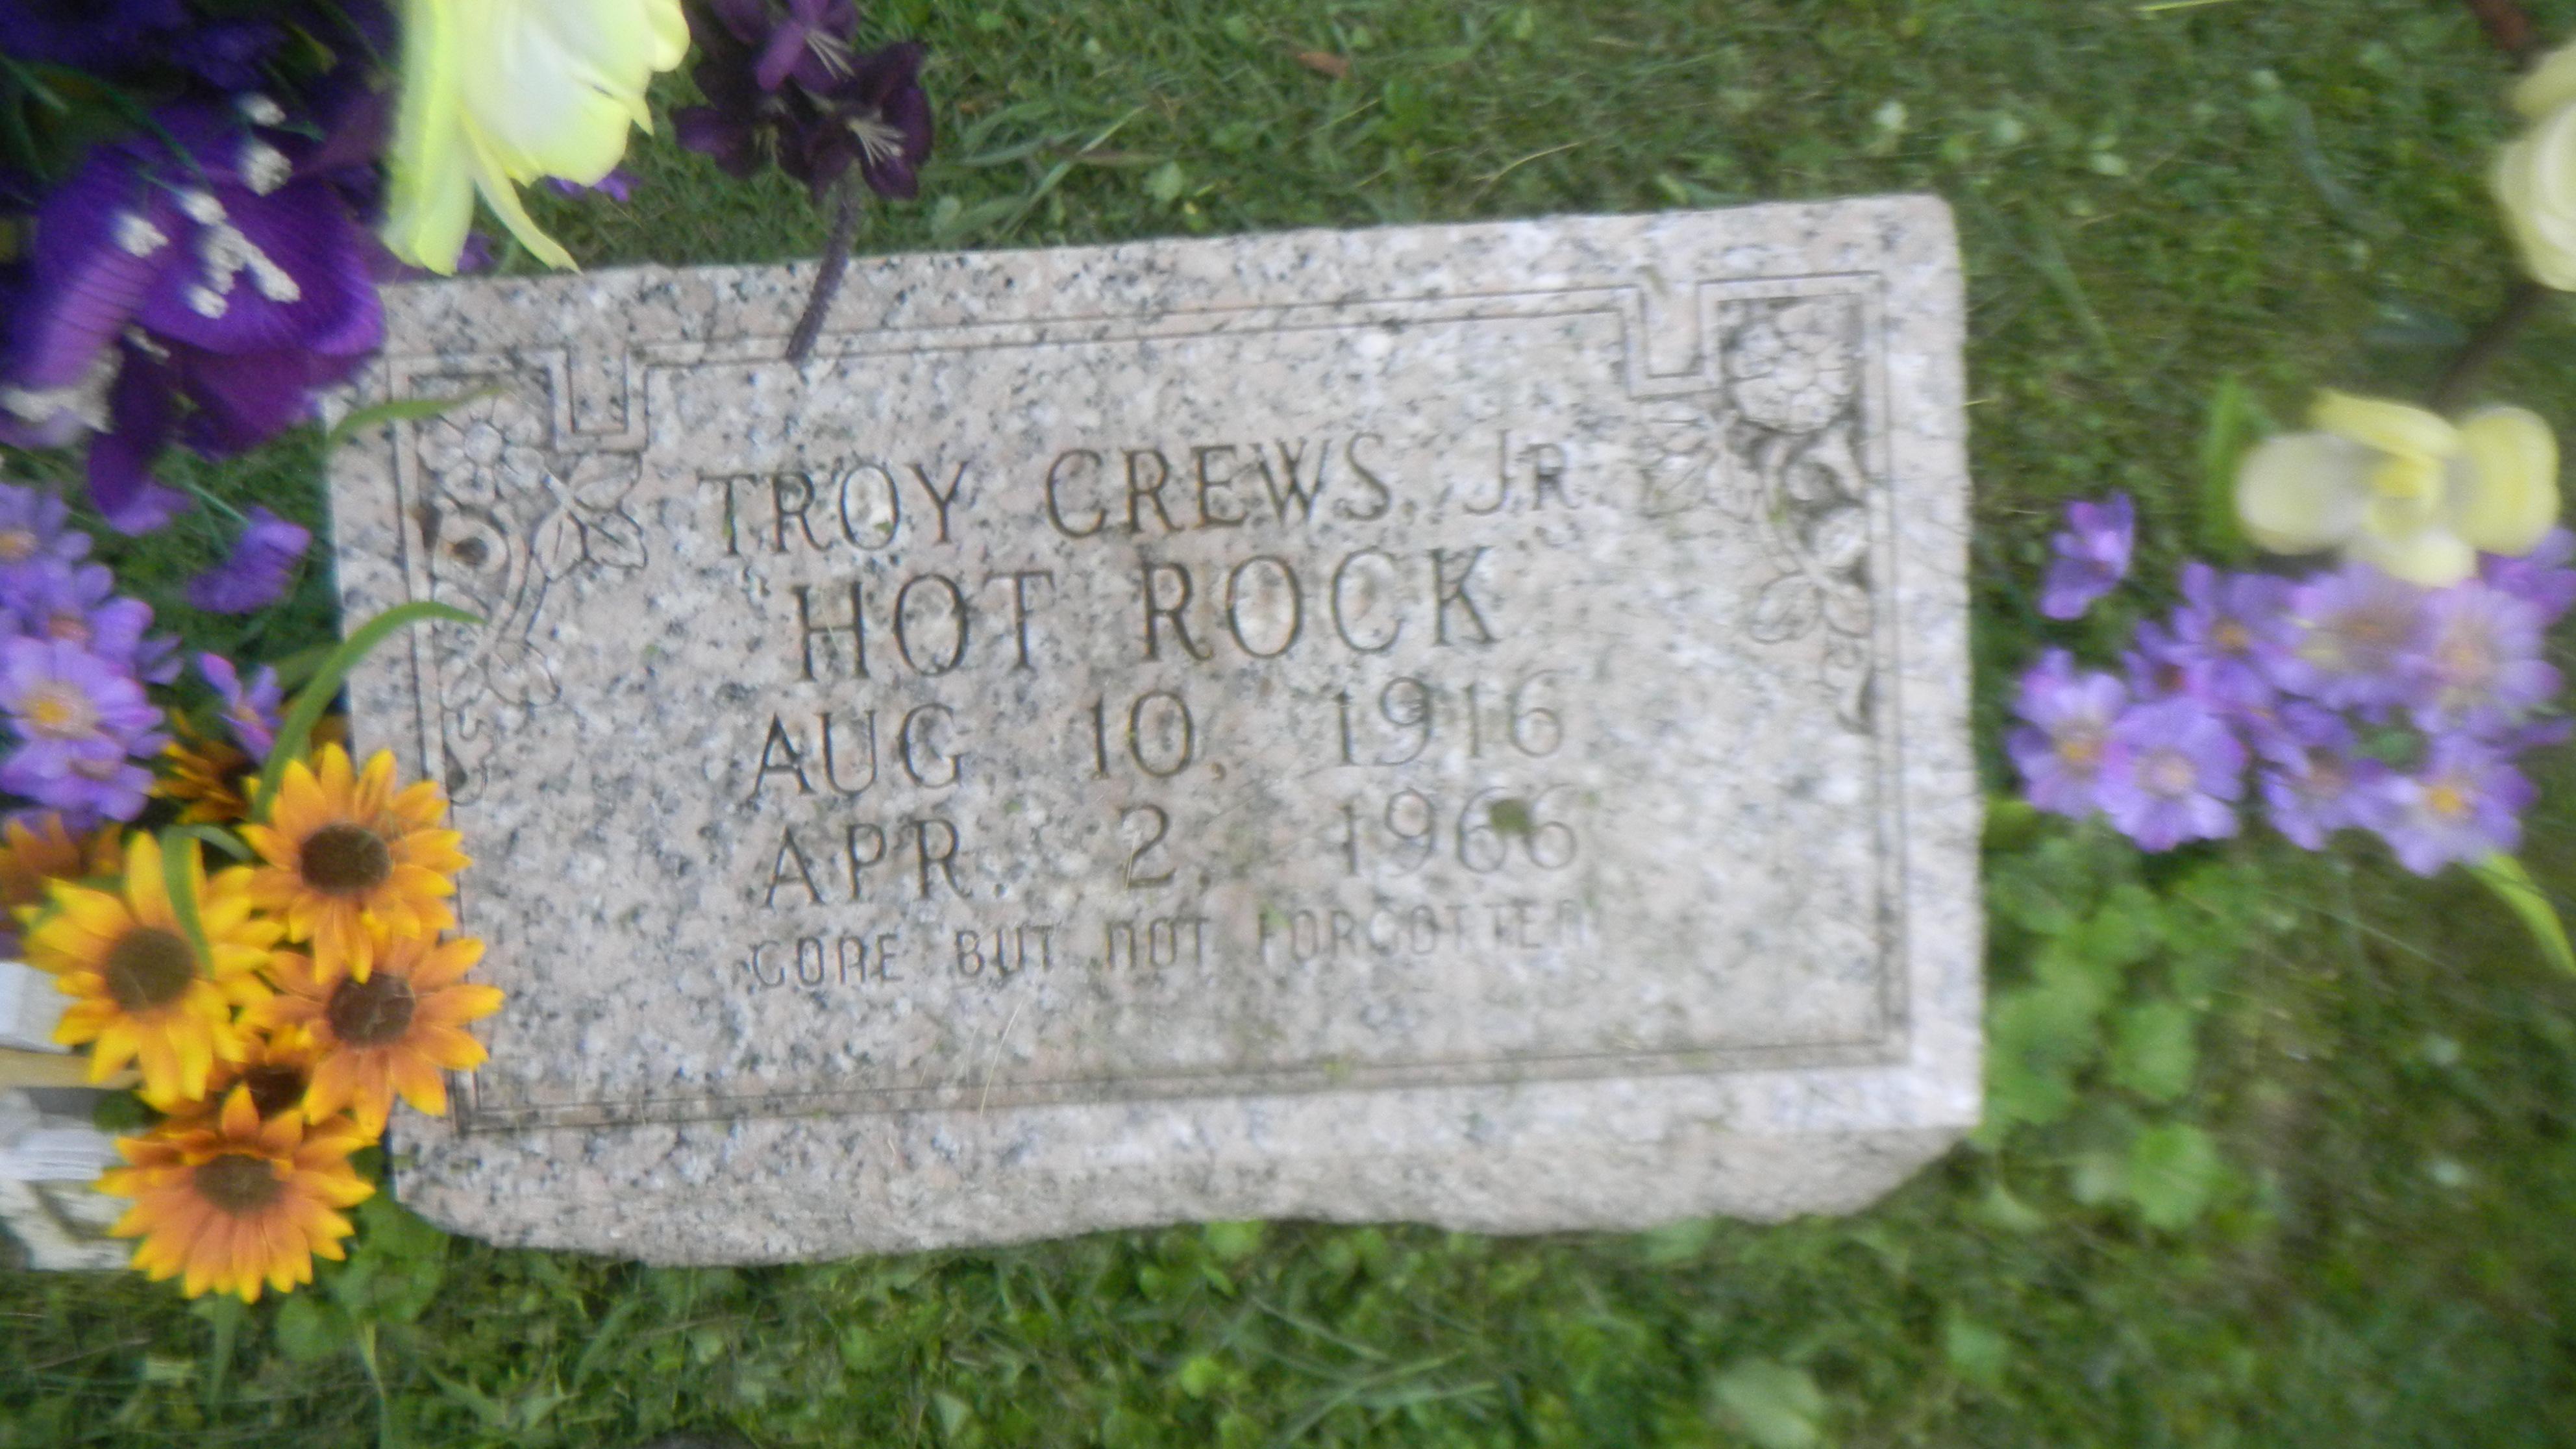 TROY CREWS, JR
HOT ROCK
AUG 10, 1916
APR. 2, 1966
GONE BUT NOT FORGOTTEN